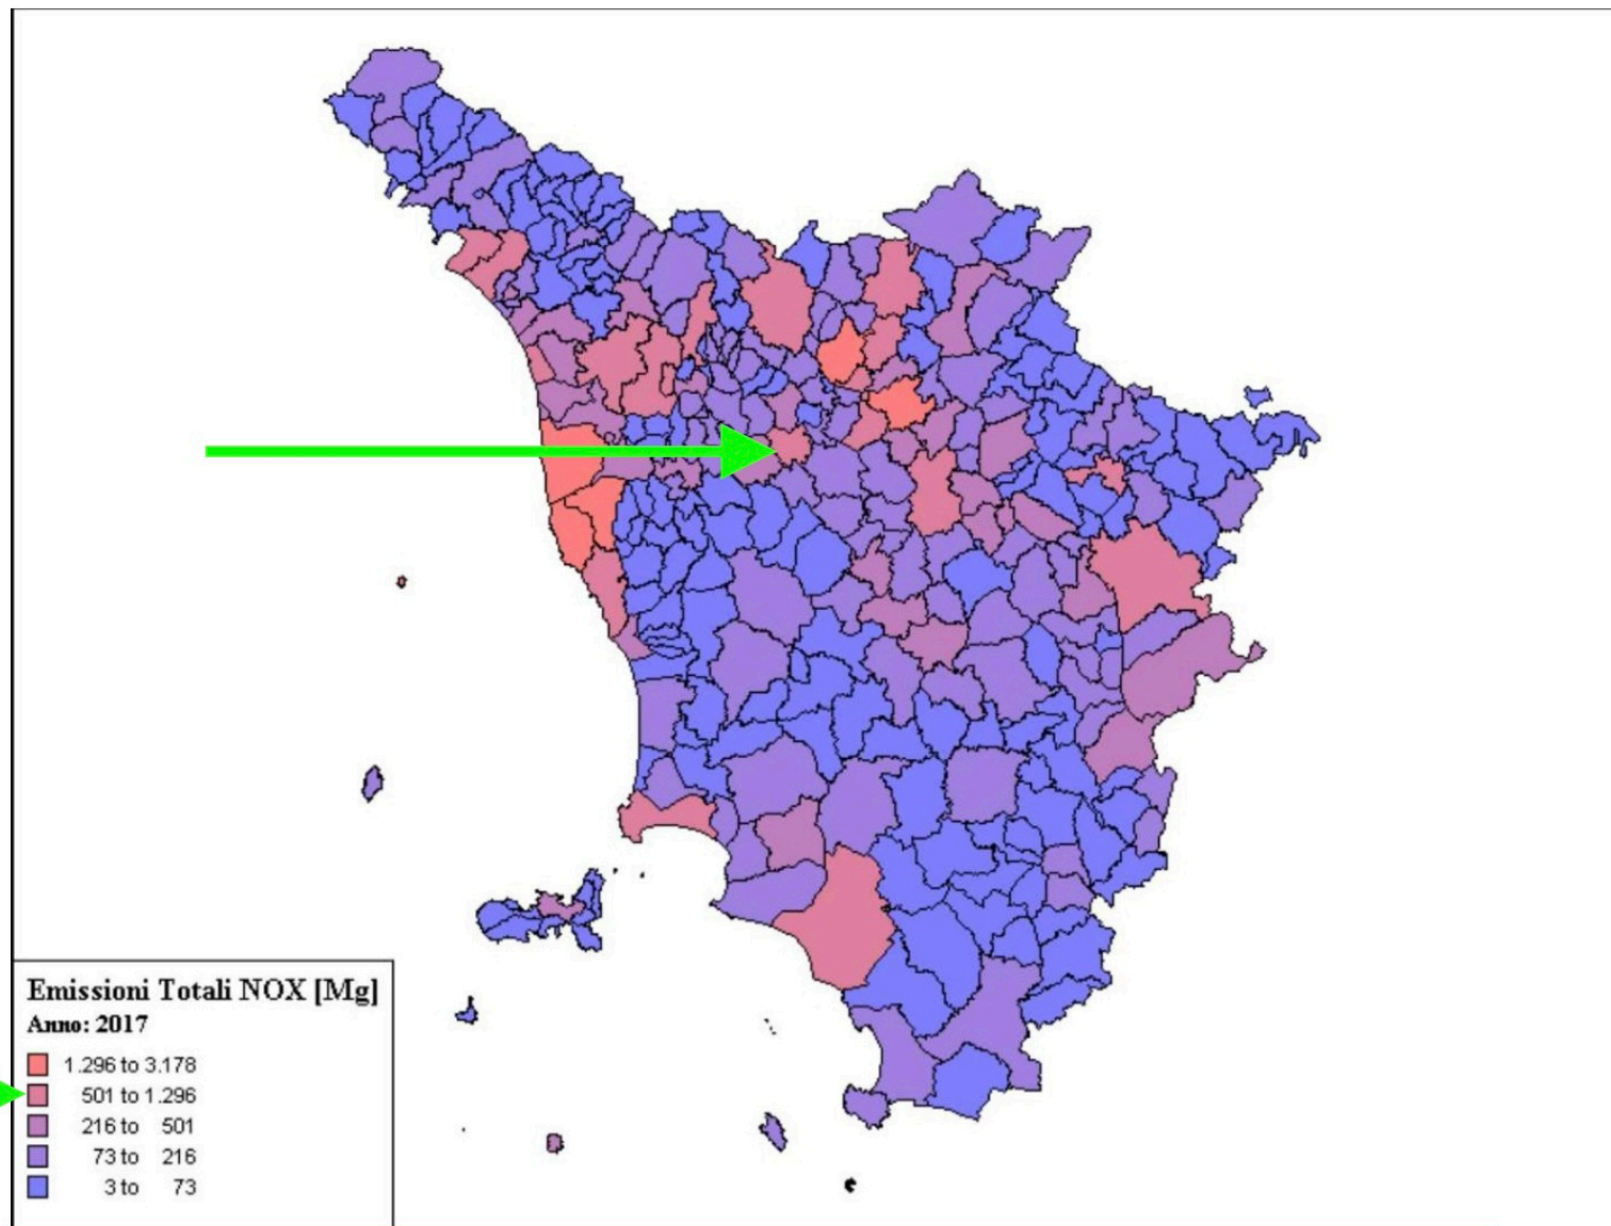 Emissioni Totali NOX [Mg]
Anno: 2017
1.296 to 3.178
501 to 1.296
216 to 501
73 to 216
3 to 73